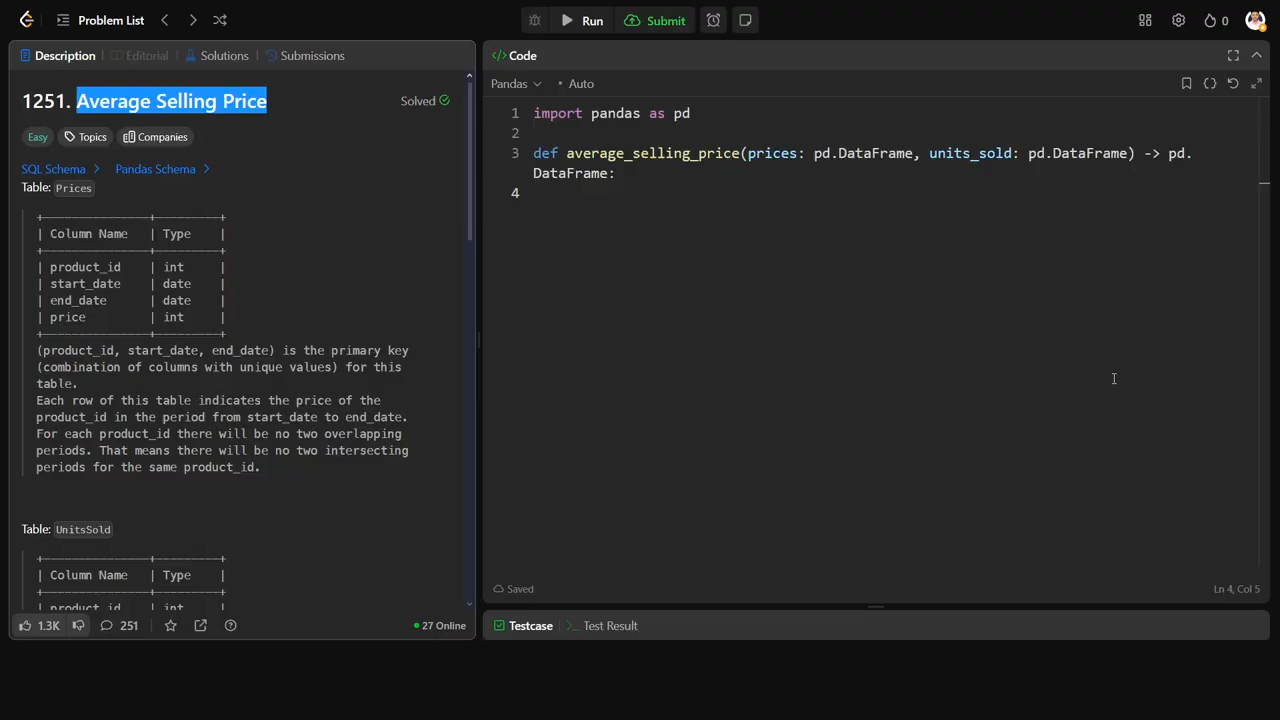 Problem List
Run
Submit
0
Description
Editorial
Solutions
Submissions
1251. Average Selling Price
Solved
Easy
Topics
Companies
SQL Schema
Pandas Schema
Table: Prices
+----------------+---------+
| Column Name | Type |
+----------------+---------+
| product_id | int |
| start_date | date |
| end_date | date |
| price | int |
+----------------+---------+
(product_id, start_date, end_date) is the primary key
(combination of columns with unique values) for this
table.
Each row of this table indicates the price of the
product_id in the period from start_date to end_date.
For each product_id there will be no two overlapping
periods. That means there will be no two intersecting
periods for the same product_id.
Table: UnitsSold
+----------------+---------+
| Column Name | Type |
+----------------+---------+
| product_id | int |
1.3K
251
27 Online
</> Code
Pandas
• Auto
1 import pandas as pd
2
3 def average_selling_price(prices: pd.DataFrame, units_sold: pd.DataFrame) -> pd.
DataFrame:
4
Saved
Ln 4, Col 5
Testcase
>_ Test Result